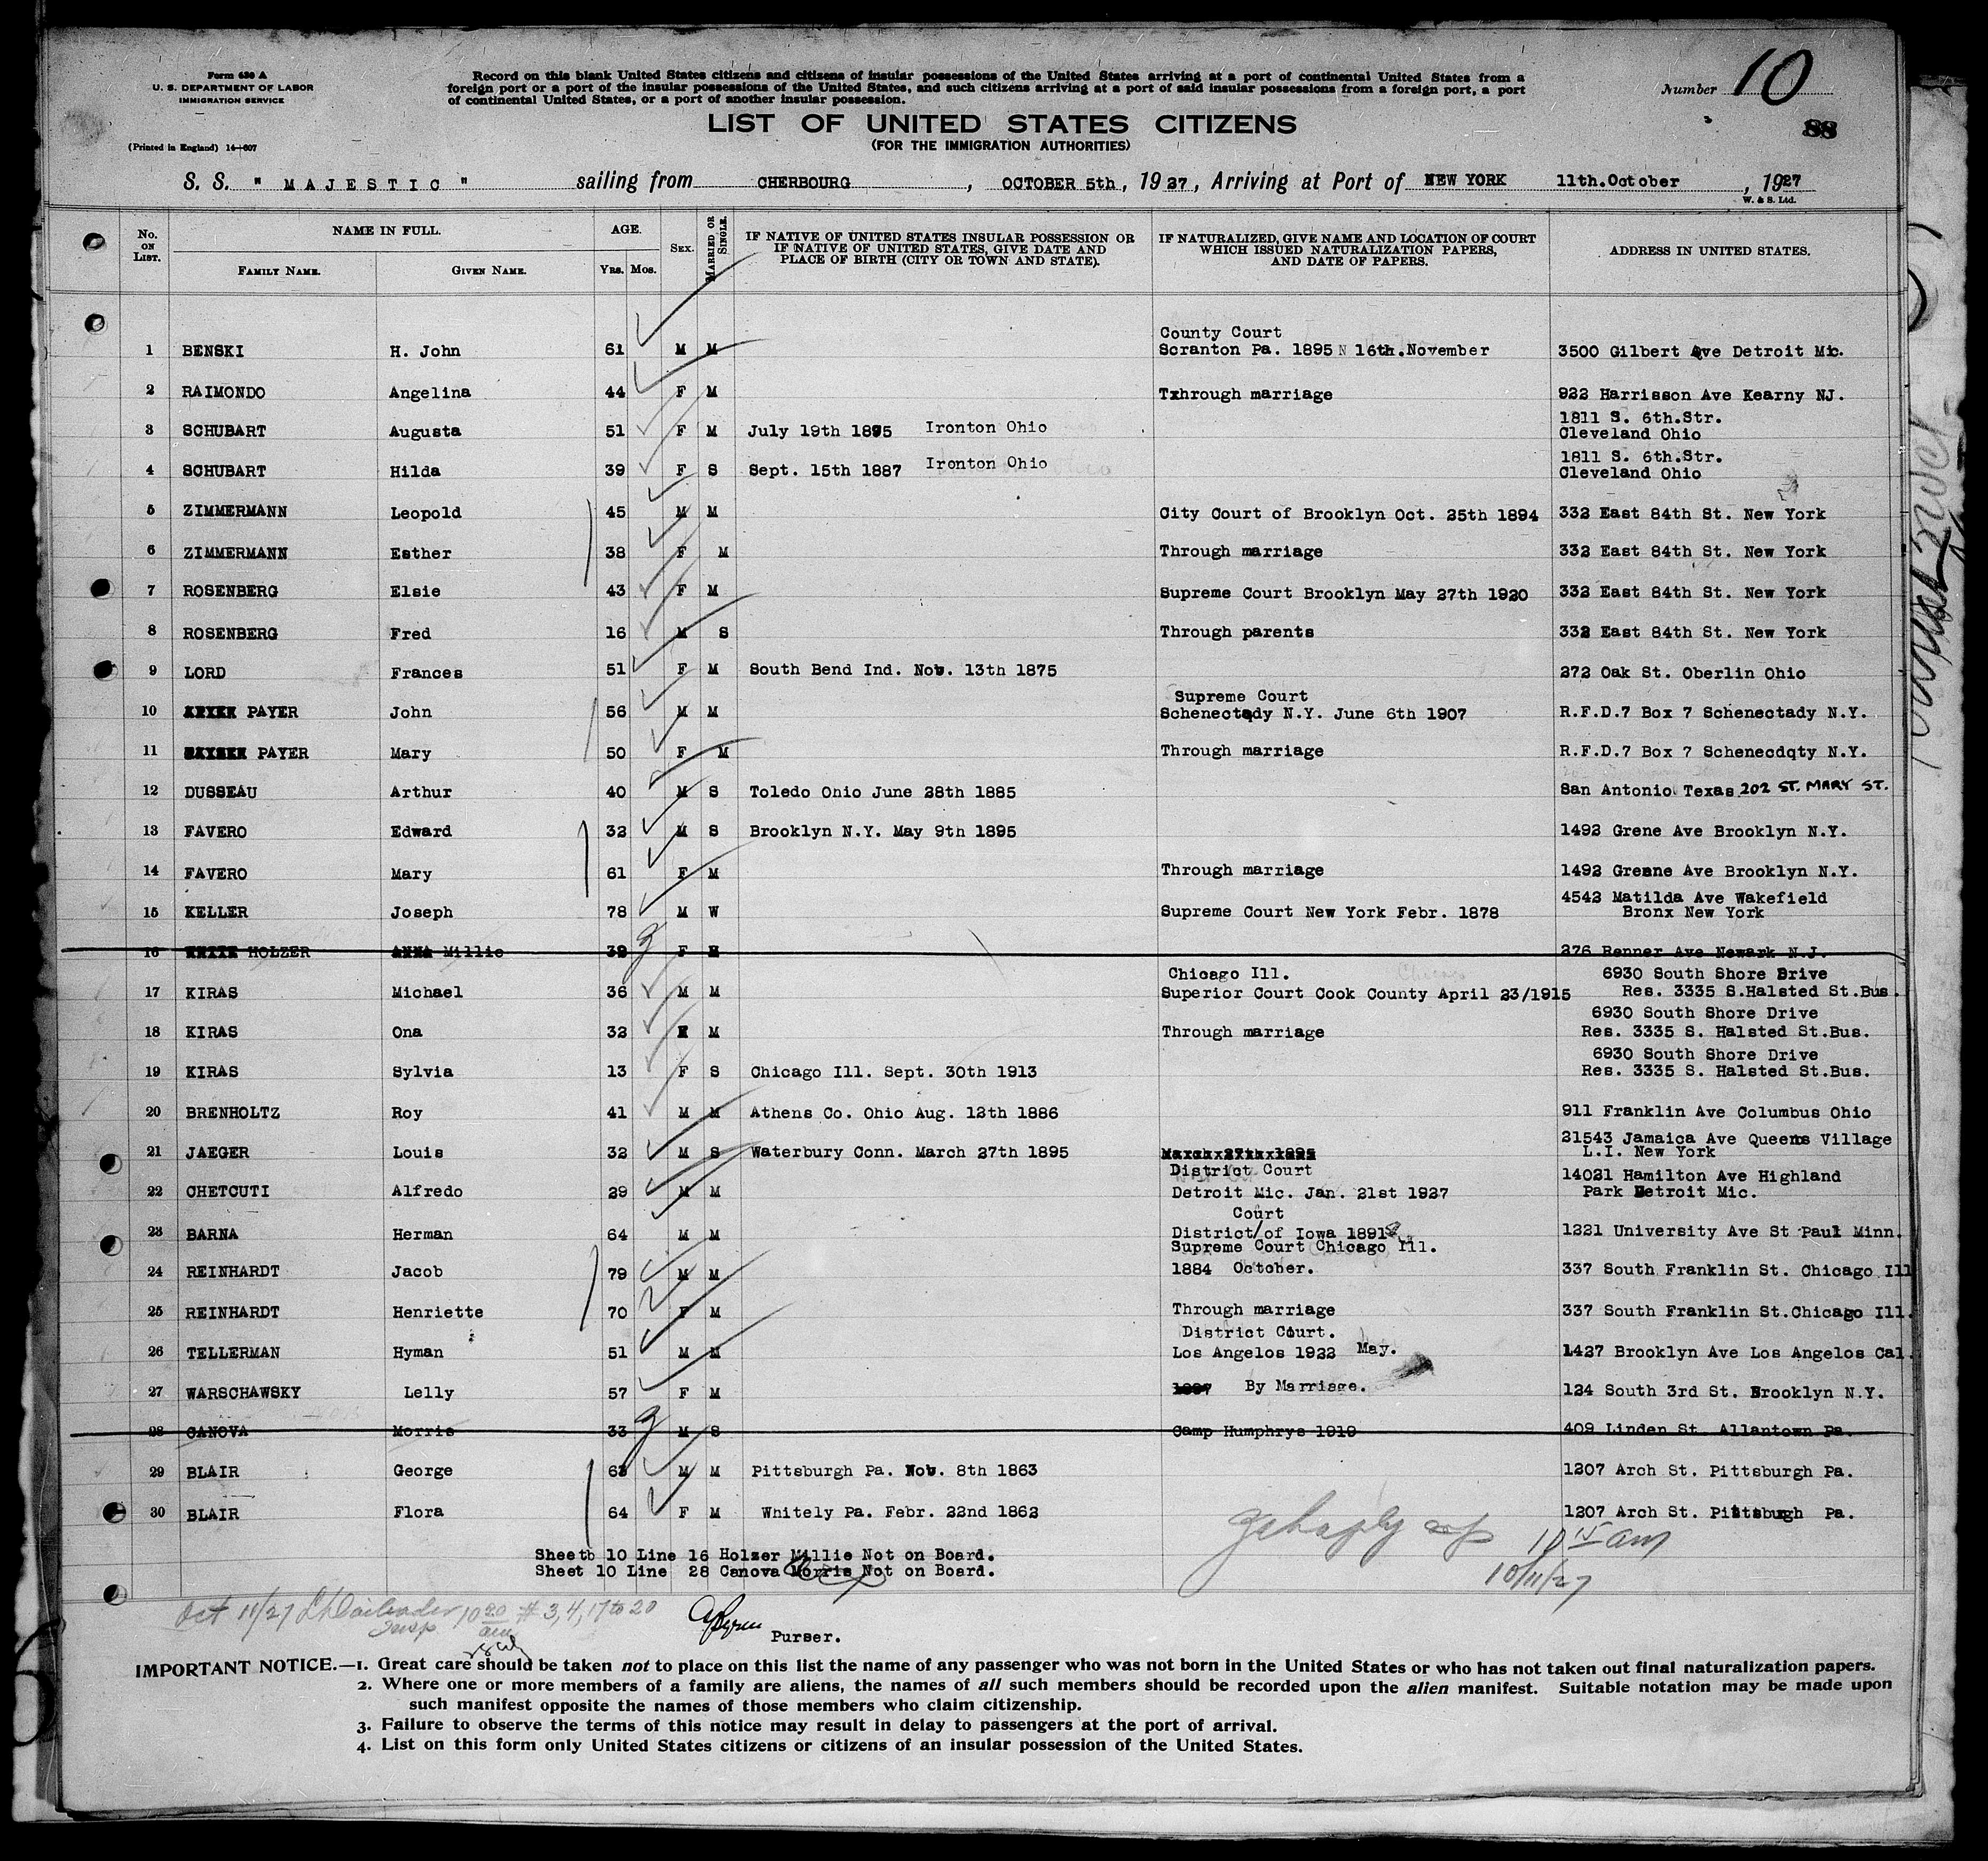 Form 630 A
U. S. DEPARTMENT OF LABOR
IMMIGRATION SERVICE
(Printed in England) 14—607
Record on this blank United States citizens and citizens of insular possessions of the United States arriving at a port of continental United States from a
foreign port or a port of the insular possessions of the United States, and such citizens arriving at a port of said insular possessions from a foreign port, a port
of continental United States, or a port of another insular possession.
Number 10
88
LIST OF UNITED STATES CITIZENS
(FOR THE IMMIGRATION AUTHORITIES)
S. S. " MAJESTIC " sailing from CHERBOURG, OCTOBER 5th, 1927, Arriving at Port of NEW YORK 11th.October, 1927
W. & S. Ltd.
No. ON LIST. NAME IN FULL. FAMILY NAME. GIVEN NAME. AGE. YRS. MOS. SEX. MARRIED OR SINGLE. IF NATIVE OF UNITED STATES INSULAR POSSESSION OR IF NATIVE OF UNITED STATES, GIVE DATE AND PLACE OF BIRTH (CITY OR TOWN AND STATE). IF NATURALIZED, GIVE NAME AND LOCATION OF COURT WHICH ISSUED NATURALIZATION PAPERS, AND DATE OF PAPERS. ADDRESS IN UNITED STATES.
County Court
1 BENSKI H. John 61 M M Scranton Pa. 1895 N 16th.November 3500 Gilbert Ave Detroit Mic.
2 RAIMONDO Angelina 44 F M Txhrough marriage 922 Harrisson Ave Kearny NJ.
1811 S. 6th.Str.
3 SCHUBART Augusta 51 F M July 19th 1895 Ironton Ohio Cleveland Ohio
1811 S. 6th.Str.
4 SCHUBART Hilda 39 F S Sept. 15th 1887 Ironton Ohio Cleveland Ohio
5 ZIMMERMANN Leopold 45 M M City Court of Brooklyn Oct. 25th 1894 332 East 84th St. New York
6 ZIMMERMANN Esther 38 F M Through marriage 332 East 84th St. New York
7 ROSENBERG Elsie 43 F M Supreme Court Brooklyn May 27th 1920 332 East 84th St. New York
8 ROSENBERG Fred 16 M S Through parents 332 East 84th St. New York
9 LORD Frances 51 F M South Bend Ind. Nov. 13th 1875 272 Oak St. Oberlin Ohio
Supreme Court
10 PAYER John 56 M M Schenectady N.Y. June 6th 1907 R.F.D.7 Box 7 Schenectady N.Y.
11 PAYER Mary 50 F M Through marriage R.F.D.7 Box 7 Schenecdqty N.Y.
12 DUSSEAU Arthur 40 M S Toledo Ohio June 28th 1885 San Antonio Texas 202 ST. MARY ST.
13 FAVERO Edward 32 M S Brooklyn N.Y. May 9th 1895 1492 Grene Ave Brooklyn N.Y.
14 FAVERO Mary 61 F M Through marriage 1492 Greene Ave Brooklyn N.Y.
4542 Matilda Ave Wakefield
15 KELLER Joseph 78 M W Supreme Court New York Febr. 1878 Bronx New York
16 HOLZER ANNA Millie 39 F M 276 Renner Ave Newark N.J.
Chicago Ill. 6930 South Shore Drive
17 KIRAS Michael 36 M M Superior Court Cook County April 23/1915 Res. 3335 S.Halsted St.Bus.
6930 South Shore Drive
18 KIRAS Ona 32 M Through marriage Res. 3335 S. Halsted St.Bus.
6930 South Shore Drive
19 KIRAS Sylvia 13 F S Chicago Ill. Sept. 30th 1913 Res. 3335 S. Halsted St.Bus.
20 BRENHOLTZ Roy 41 M M Athens Co. Ohio Aug. 12th 1886 911 Franklin Ave Columbus Ohio
21543 Jamaica Ave Queens Village
21 JAEGER Louis 32 M S Waterbury Conn. March 27th 1895 Marchx27thx1895 L.I. New York
District Court 14021 Hamilton Ave Highland
22 CHETCUTI Alfredo 29 M M Detroit Mic. Jan. 21st 1927 Park Detroit Mic.
Court
23 BARNA Herman 64 M M District/of Iowa 1891 1221 University Ave St Paul Minn.
Supreme Court Chicago Ill.
24 REINHARDT Jacob 79 M M 1884 October. 337 South Franklin St. Chicago Ill
25 REINHARDT Henriette 70 F M Through marriage 337 South Franklin St.Chicago Ill.
District Court.
26 TELLERMAN Hyman 51 M M Los Angelos 1922 May. 1427 Brooklyn Ave Los Angelos Cal.
27 WARSCHAWSKY Lelly 57 F M 1897 By Marriage. 124 South 3rd St. Brooklyn N.Y.
28 CANOVA Morris 33 M S Camp Humphrys 1919 409 Linden St. Allantown Pa.
29 BLAIR George 63 M M Pittsburgh Pa. Nov. 8th 1863 1207 Arch St. Pittsburgh Pa.
30 BLAIR Flora 64 F M Whitely Pa. Febr. 22nd 1862 1207 Arch St. Pittsbugh Pa.
Sheetb 10 Line 16 Holzer Millie Not on Board.
Sheet 10 Line 28 Canova Morris Not on Board.
10 15 am
10/11/27
Oct 11/27 10 20 am # 3, 4, 17 to 20
Insp
Purser.
IMPORTANT NOTICE.—1. Great care should be taken not to place on this list the name of any passenger who was not born in the United States or who has not taken out final naturalization papers.
2. Where one or more members of a family are aliens, the names of all such members should be recorded upon the alien manifest. Suitable notation may be made upon
such manifest opposite the names of those members who claim citizenship.
3. Failure to observe the terms of this notice may result in delay to passengers at the port of arrival.
4. List on this form only United States citizens or citizens of an insular possession of the United States.